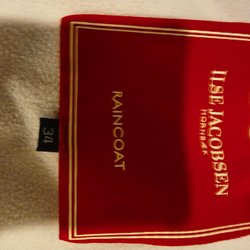 ILSE JACOBSEN
HORNBÆK
RAINCOAT
34